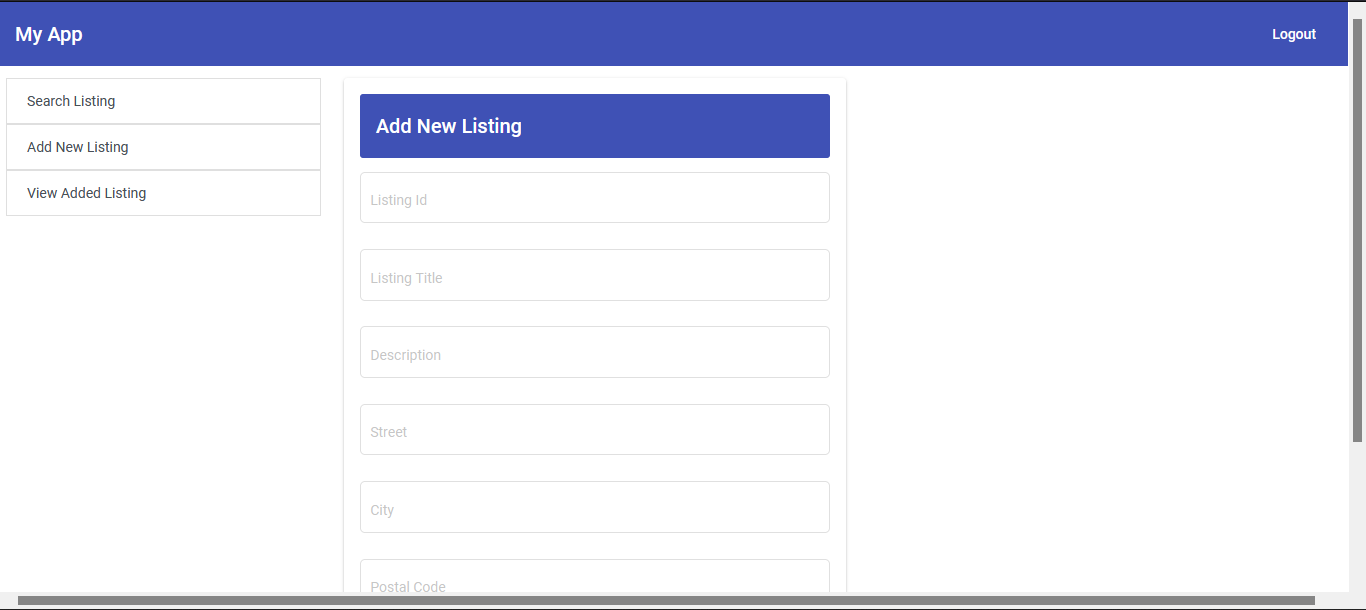 My App
Logout
Search Listing
Add New Listing
View Added Listing
Add New Listing
Listing Id
Listing Title
Description
Street
City
Postal Code